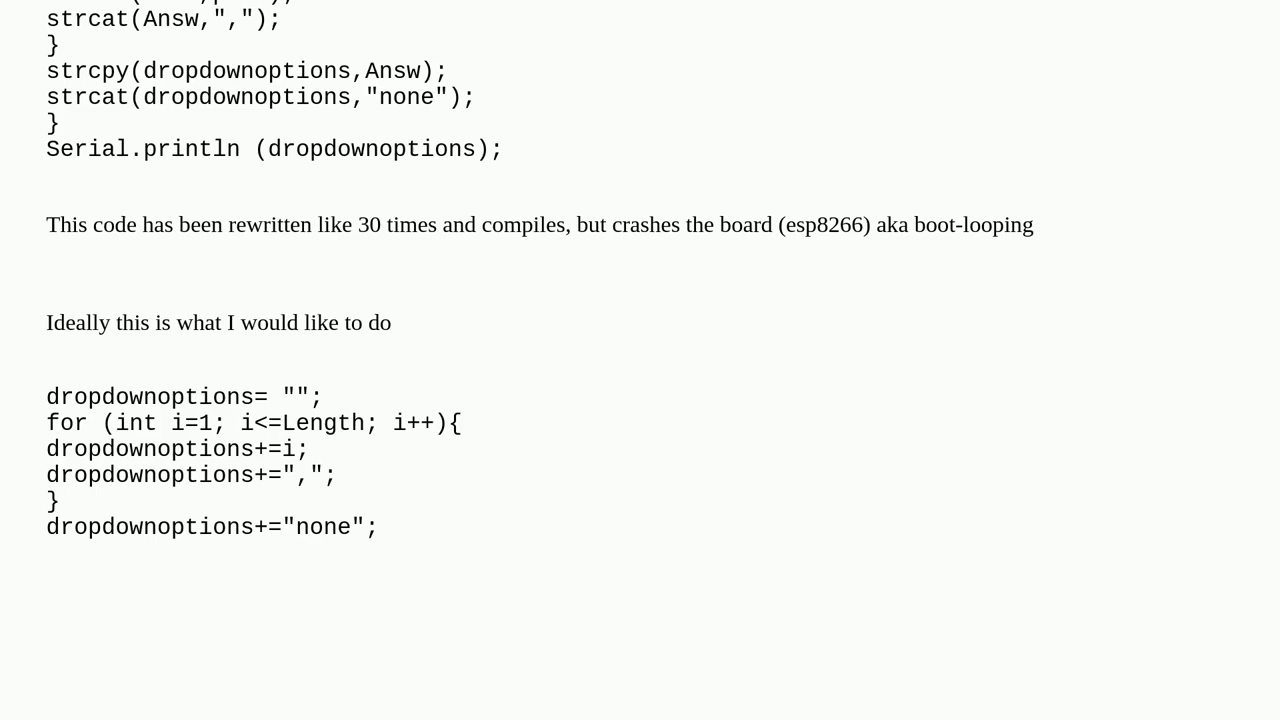 strcat(Answ,",");
}
strcpy(dropdownoptions,Answ);
strcat(dropdownoptions,"none");
}
Serial.println (dropdownoptions);
This code has been rewritten like 30 times and compiles, but crashes the board (esp8266) aka boot-looping
Ideally this is what I would like to do
dropdownoptions= "";
for (int i=1; i<=Length; i++){
dropdownoptions+=i;
dropdownoptions+=",";
}
dropdownoptions+="none";